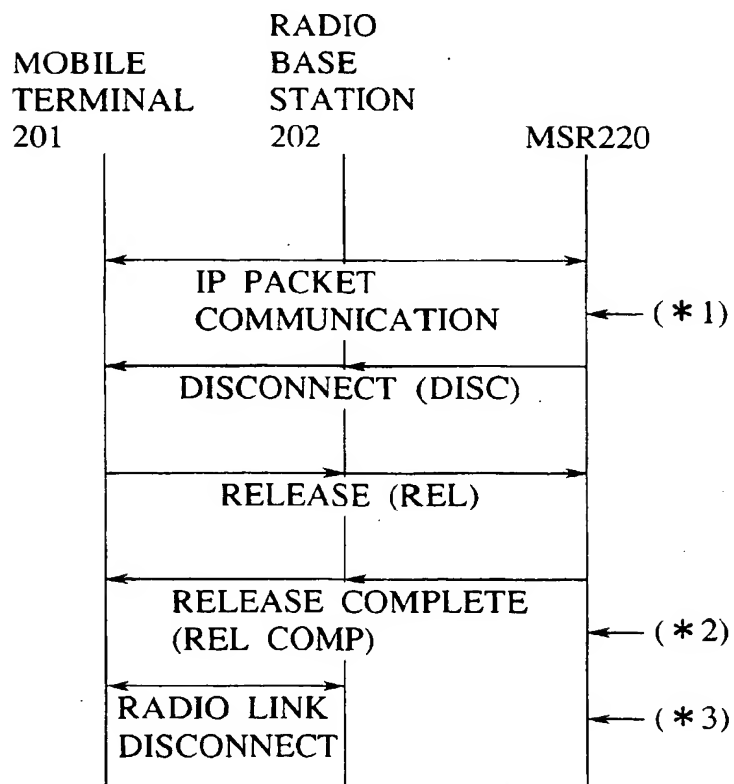 MOBILE
TERMINAL
201
RADIO
BASE
STATION
202
MSR220
IP PACKET
COMMUNICATION
(*1)
DISCONNECT (DISC)
RELEASE (REL)
RELEASE COMPLETE
(REL COMP)
(*2)
RADIO LINK
DISCONNECT
(*3)